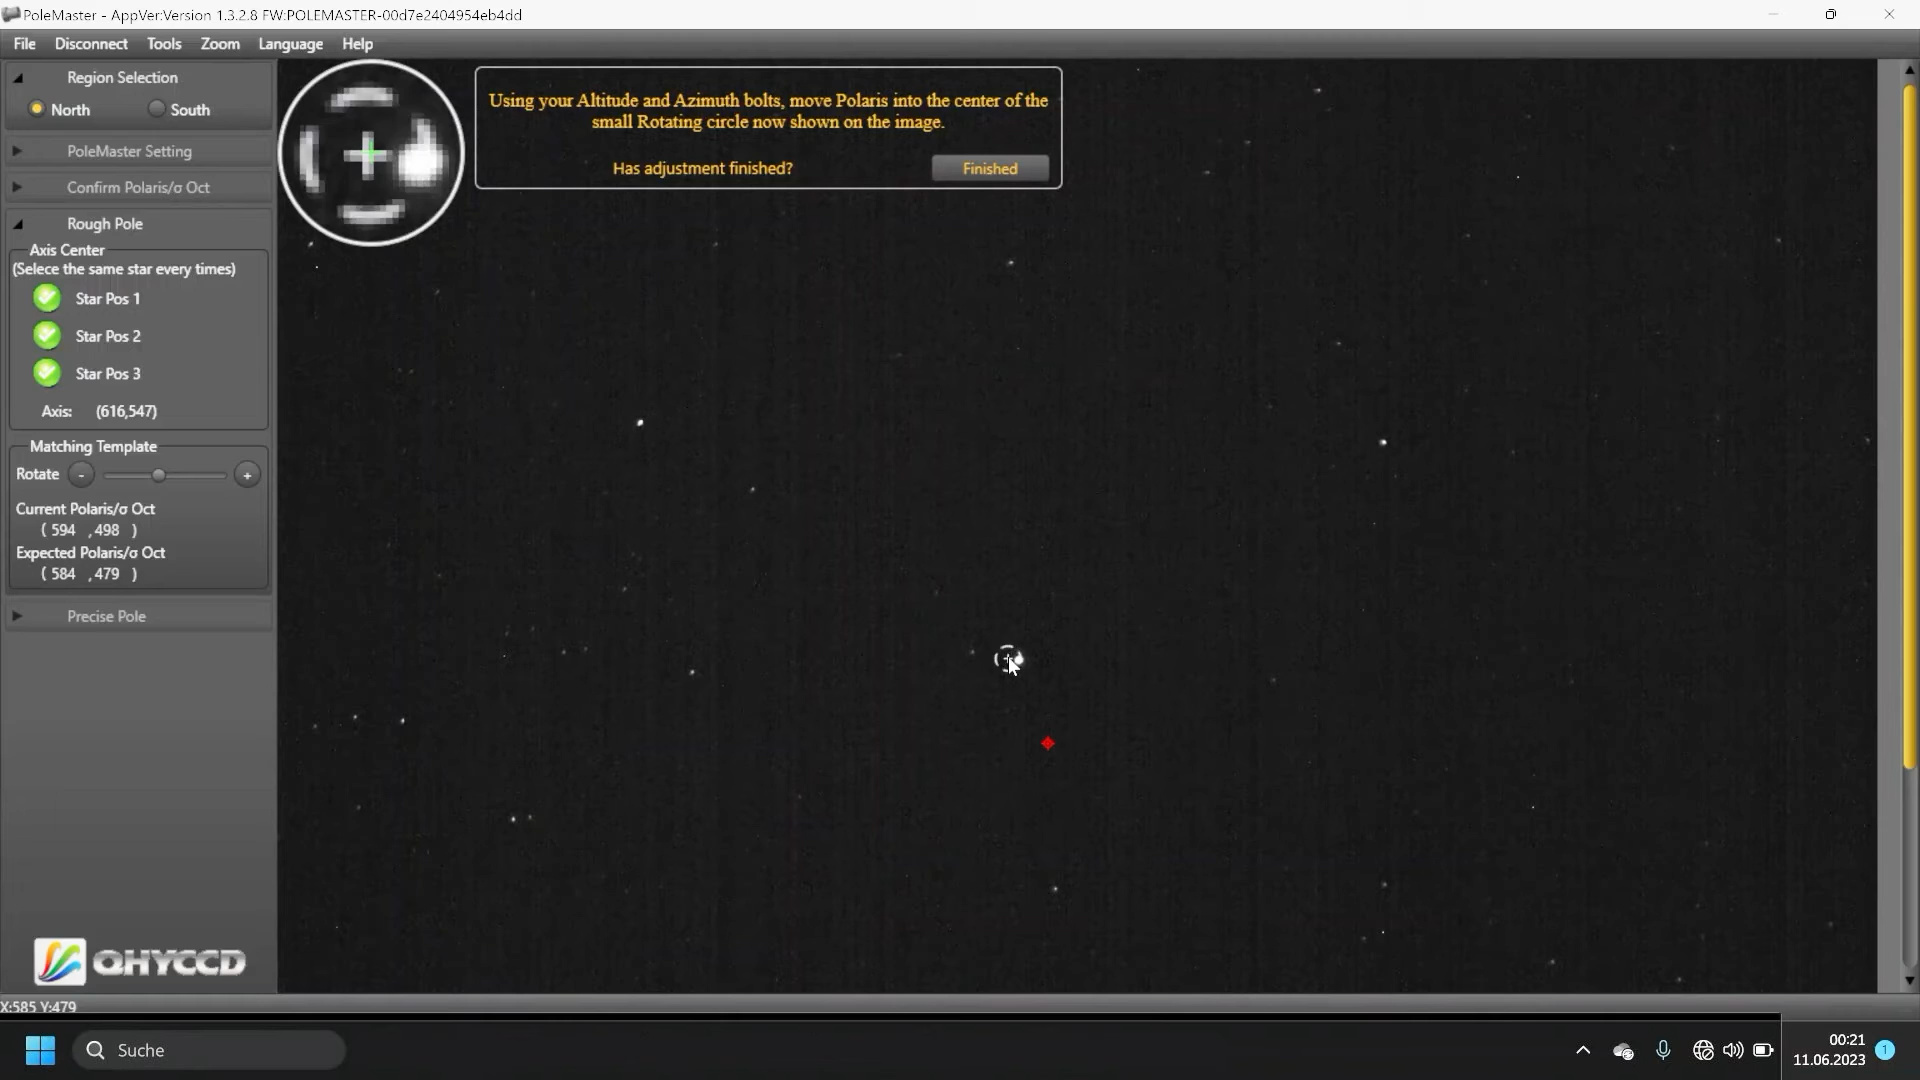 PoleMaster - AppVer:Version 1.3.2.8 FW:POLEMASTER-00d7e2404954eb4dd
File Disconnect Tools Zoom Language Help
Region Selection
North South
PoleMaster Setting
Confirm Polaris/σ Oct
Rough Pole
Axis Center
(Selece the same star every times)
Star Pos 1
Star Pos 2
Star Pos 3
Axis: (616,547)
Matching Template
Rotate - +
Current Polaris/σ Oct
( 594 ,498 )
Expected Polaris/σ Oct
( 584 ,479 )
Precise Pole
QHYCCD
Using your Altitude and Azimuth bolts, move Polaris into the center of the
small Rotating circle now shown on the image.
Has adjustment finished? Finished
X:585 Y:479
Suche
00:21
11.06.2023
1